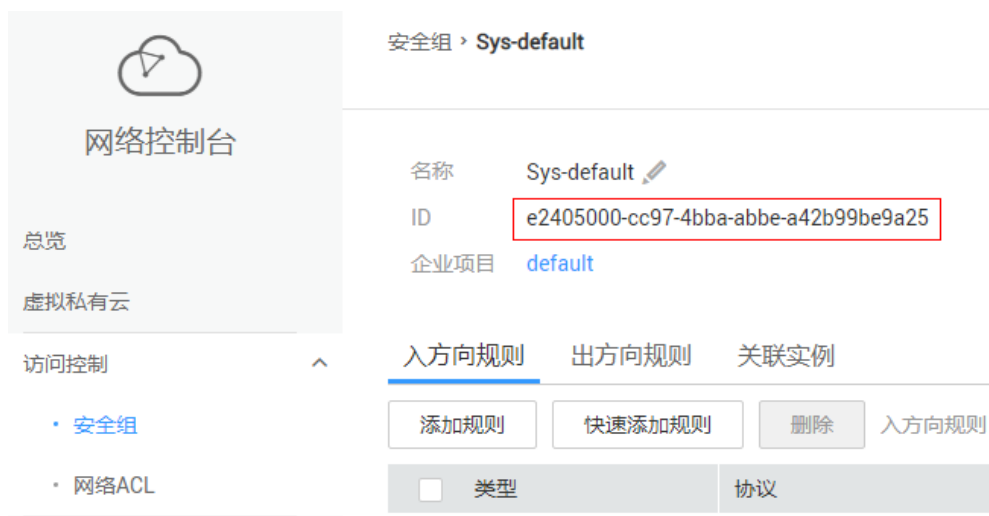 网络控制台
总览
虚拟私有云
访问控制
安全组
网络ACL
安全组 › Sys-default
名称 Sys-default
ID e2405000-cc97-4bba-abbe-a42b99be9a25
企业项目 default
入方向规则 出方向规则 关联实例
添加规则 快速添加规则 删除 入方向规则
类型 协议